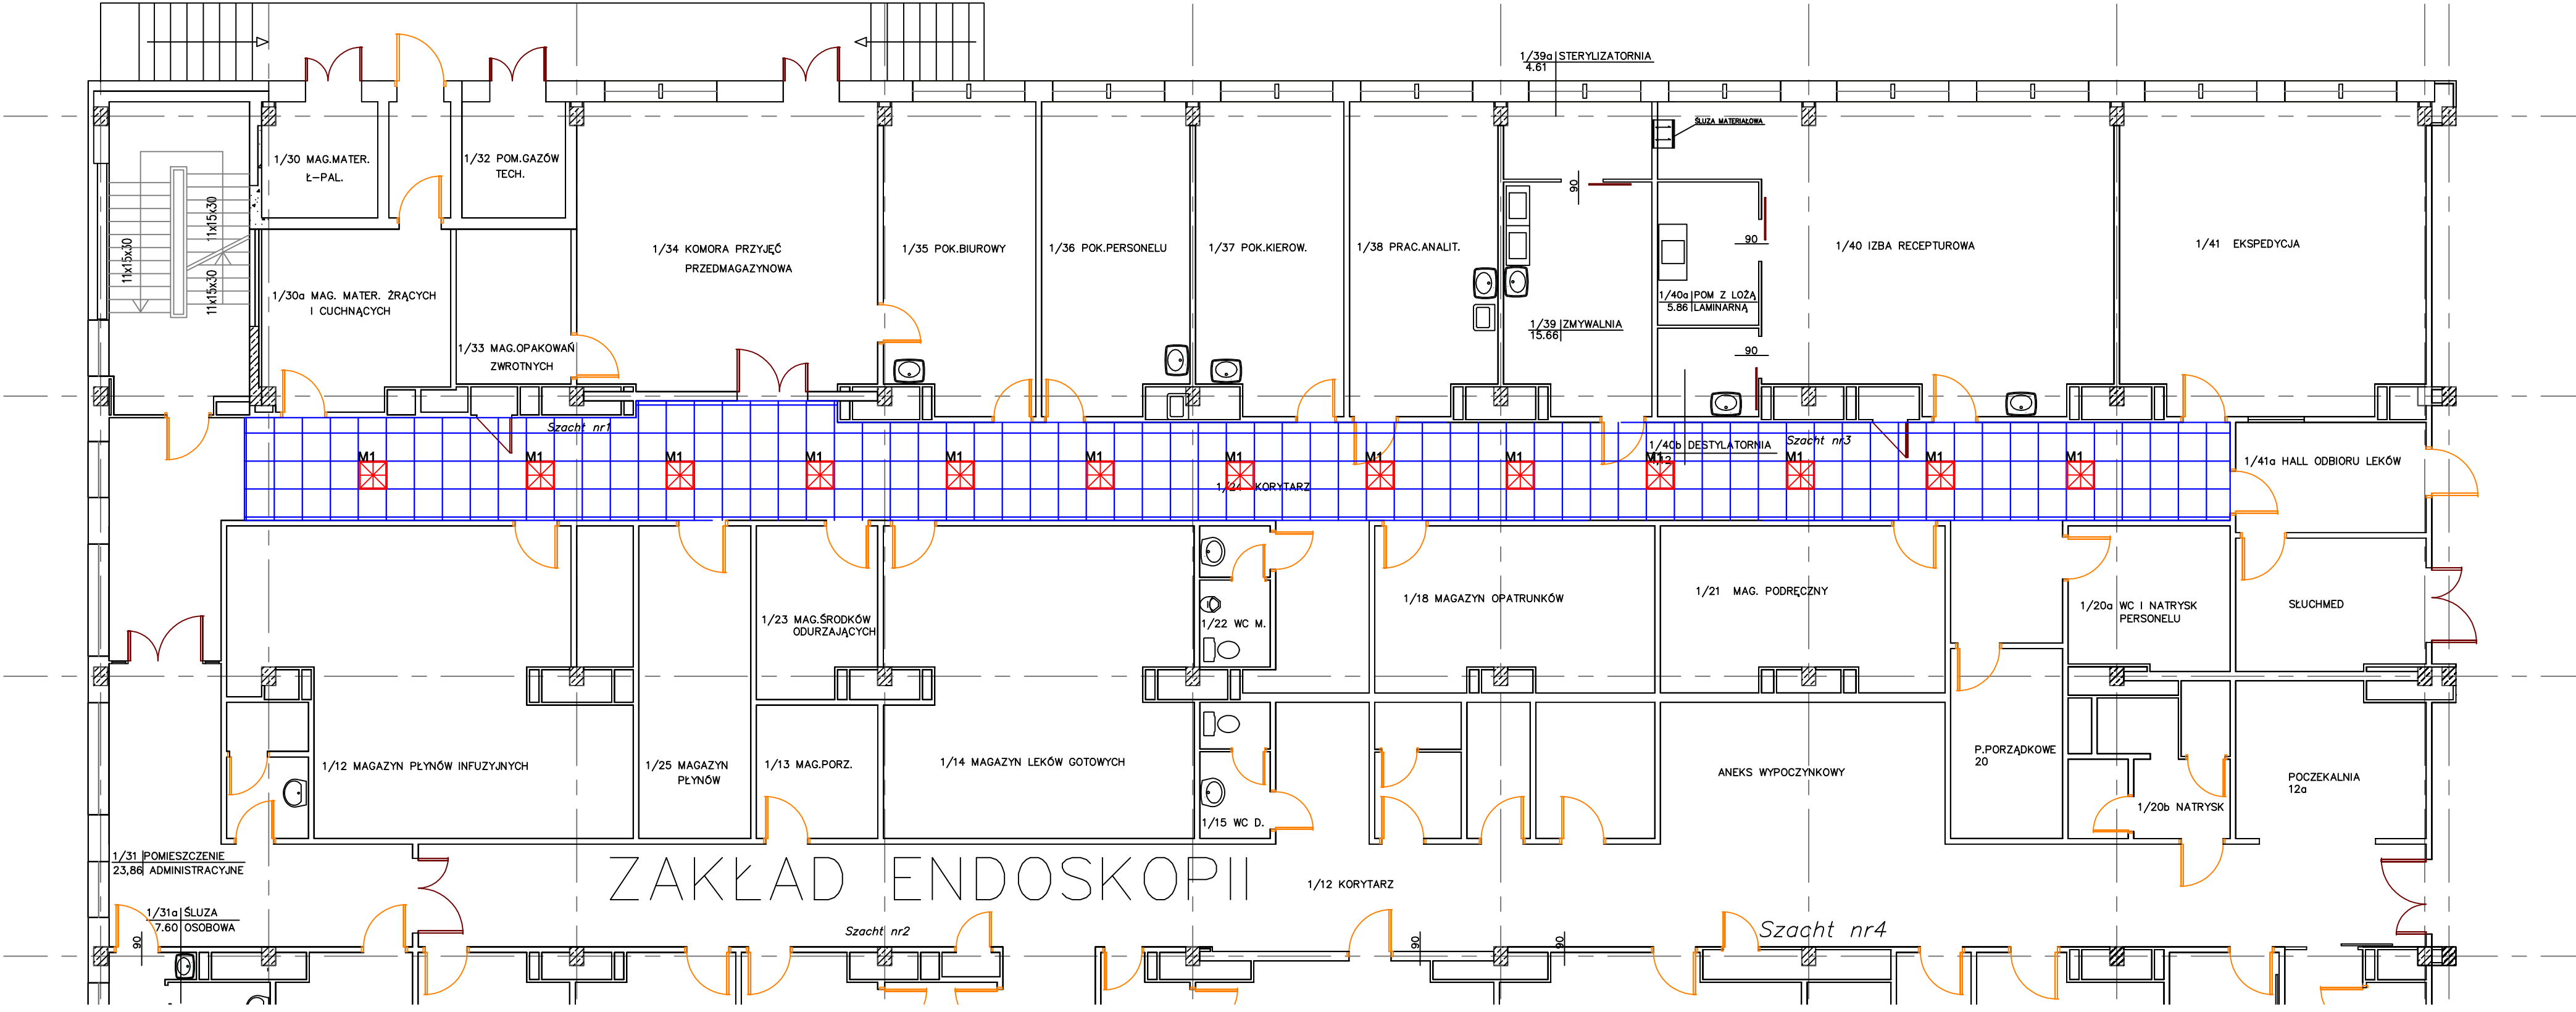 1/39a STERYLIZATORNIA
4.61
ŚLUZA MATERIAŁOWA
1/30 MAG.MATER.
Ł-PAL.
1/32 POM.GAZÓW
TECH.
90
11x15x30
11x15x30
11x15x30
1/34 KOMORA PRZYJĘĆ
PRZEDMAGAZYNOWA
1/35 POK.BIUROWY
1/36 POK.PERSONELU
1/37 POK.KIEROW.
1/38 PRAC.ANALIT.
90
1/40 IZBA RECEPTUROWA
1/41 EKSPEDYCJA
1/30a MAG. MATER. ŻRĄCYCH
I CUCHNĄCYCH
1/40a POM Z LOŻĄ
5.86 LAMINARNĄ
1/39 ZMYWALNIA
15.66
1/33 MAG.OPAKOWAŃ
ZWROTNYCH
90
Szacht nr1
1/40b DESTYLATORNIA
Szacht nr3
M1 M1 M1 M1 M1 M1 M1 M1 M1 M1 M1 M1 M1
1/41a HALL ODBIORU LEKÓW
1/24 KORYTARZ
1/23 MAG.ŚRODKÓW
ODURZAJĄCYCH
1/22 WC M.
1/18 MAGAZYN OPATRUNKÓW
1/21 MAG. PODRĘCZNY
1/20a WC I NATRYSK
PERSONELU
SŁUCHMED
1/12 MAGAZYN PŁYNÓW INFUZYJNYCH
1/25 MAGAZYN
PŁYNÓW
1/13 MAG.PORZ.
1/14 MAGAZYN LEKÓW GOTOWYCH
1/15 WC D.
ANEKS WYPOCZYNKOWY
P.PORZĄDKOWE
20
1/20b NATRYSK
POCZEKALNIA
12a
1/31 POMIESZCZENIE
23,86 ADMINISTRACYJNE
ZAKŁAD ENDOSKOPII
1/12 KORYTARZ
1/31a ŚLUZA
7.60 OSOBOWA
90
Szacht nr2
90
90
Szacht nr4